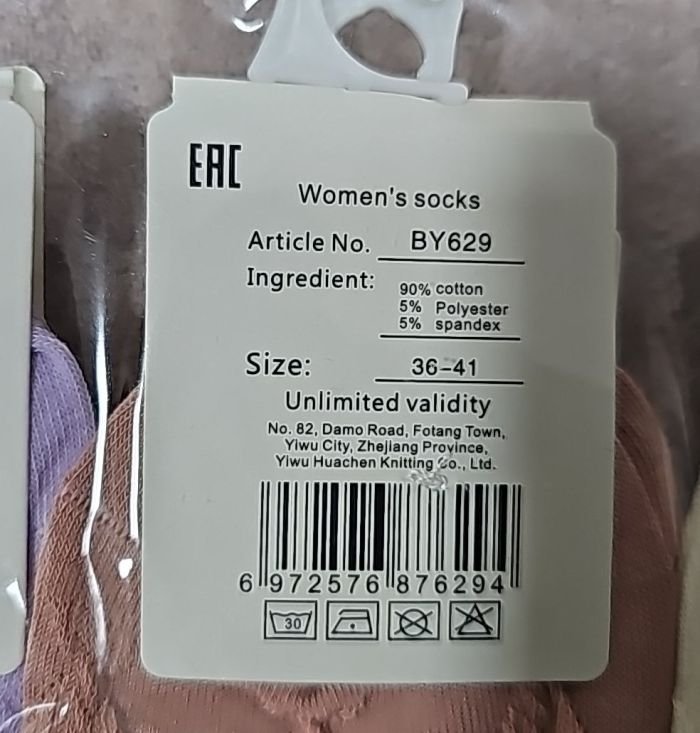 EAC
Women's socks
Article No. BY629
Ingredient: 90% cotton
5% Polyester
5% spandex
Size: 36-41
Unlimited validity
No. 82, Damo Road, Fotang Town,
Yiwu City, Zhejiang Province,
Yiwu Huachen Knitting Co., Ltd.
6 972576 876294
30